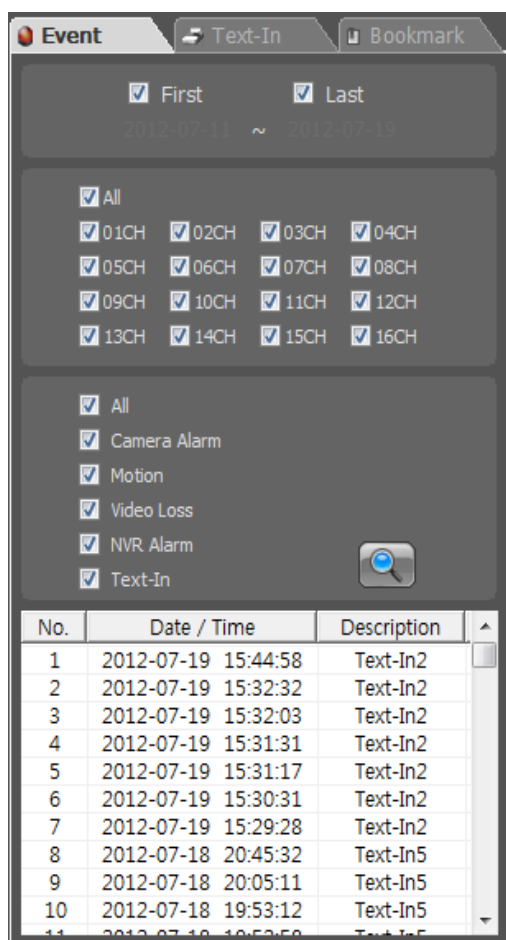 Event Text-In Bookmark
First Last
2012-07-11 ~ 2012-07-19
All
01CH 02CH 03CH 04CH
05CH 06CH 07CH 08CH
09CH 10CH 11CH 12CH
13CH 14CH 15CH 16CH
All
Camera Alarm
Motion
Video Loss
NVR Alarm
Text-In
No. Date / Time Description
1 2012-07-19 15:44:58 Text-In2
2 2012-07-19 15:32:32 Text-In2
3 2012-07-19 15:32:03 Text-In2
4 2012-07-19 15:31:31 Text-In2
5 2012-07-19 15:31:17 Text-In2
6 2012-07-19 15:30:31 Text-In2
7 2012-07-19 15:29:28 Text-In2
8 2012-07-18 20:45:32 Text-In5
9 2012-07-18 20:05:11 Text-In5
10 2012-07-18 19:53:12 Text-In5